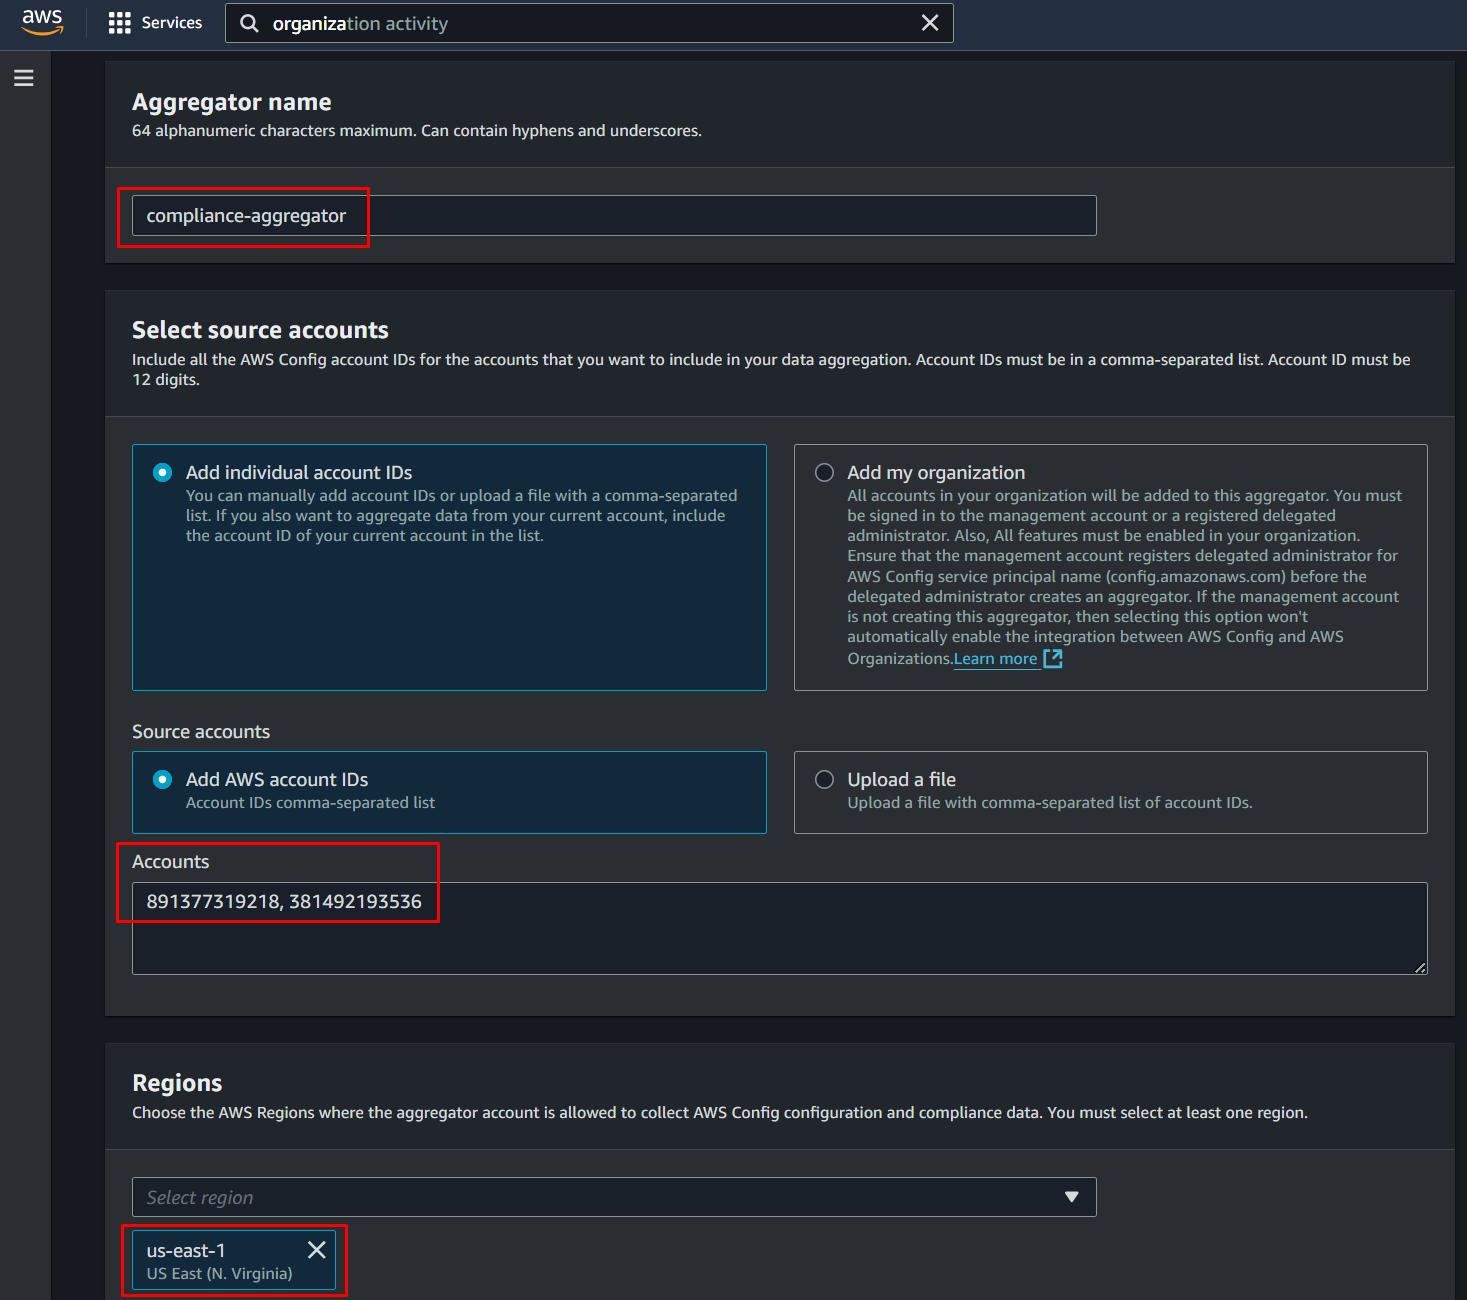 aws
Services
organization activity
Aggregator name
64 alphanumeric characters maximum. Can contain hyphens and underscores.
compliance-aggregator
Select source accounts
Include all the AWS Config account IDs for the accounts that you want to include in your data aggregation. Account IDs must be in a comma-separated list. Account ID must be
12 digits.
Add individual account IDs
You can manually add account IDs or upload a file with a comma-separated
list. If you also want to aggregate data from your current account, include
the account ID of your current account in the list.
Add my organization
All accounts in your organization will be added to this aggregator. You must
be signed in to the management account or a registered delegated
administrator. Also, All features must be enabled in your organization.
Ensure that the management account registers delegated administrator for
AWS Config service principal name (config.amazonaws.com) before the
delegated administrator creates an aggregator. If the management account
is not creating this aggregator, then selecting this option won't
automatically enable the integration between AWS Config and AWS
Organizations.Learn more
Source accounts
Add AWS account IDs
Account IDs comma-separated list
Upload a file
Upload a file with comma-separated list of account IDs.
Accounts
891377319218, 381492193536
Regions
Choose the AWS Regions where the aggregator account is allowed to collect AWS Config configuration and compliance data. You must select at least one region.
Select region
us-east-1
US East (N. Virginia)